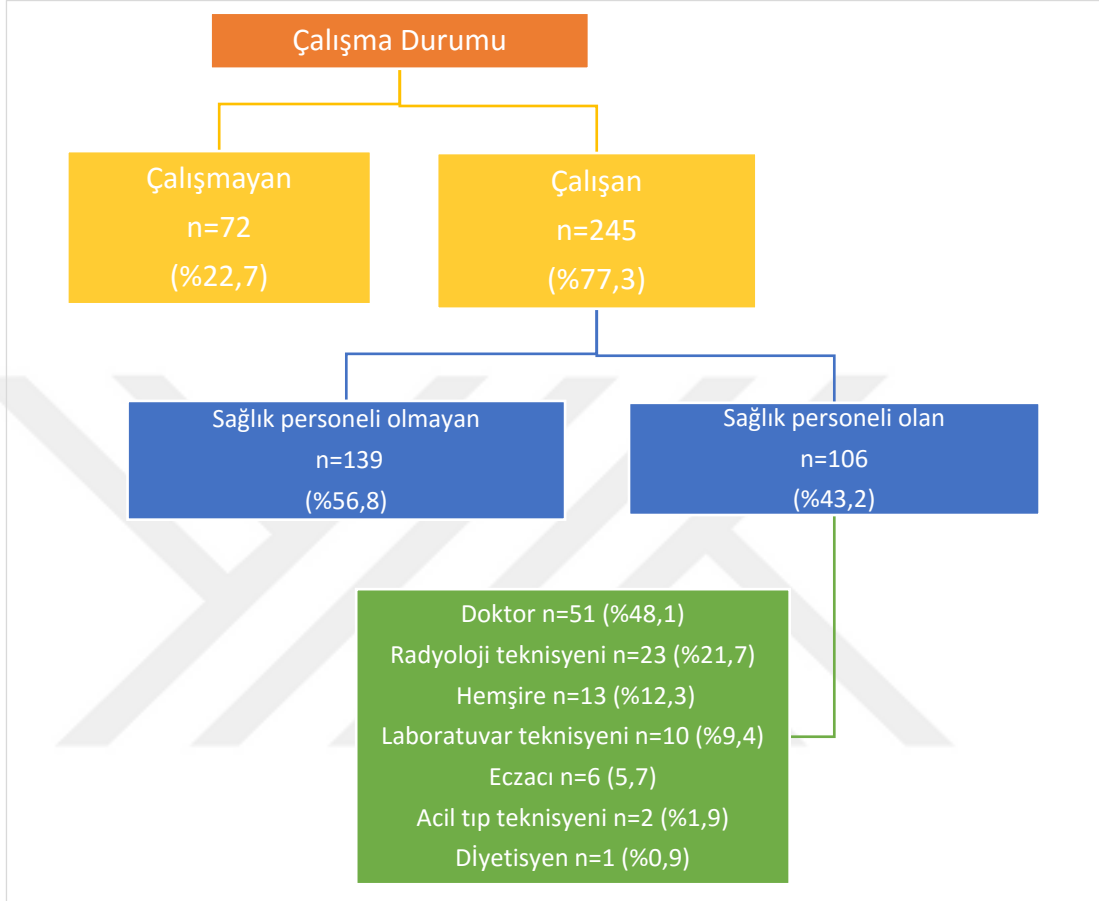 Çalışma Durumu
Çalışmayan
n=72
(%22,7)
Çalışan
n=245
(%77,3)
Sağlık personeli olmayan
n=139
(%56,8)
Sağlık personeli olan
n=106
(%43,2)
Doktor n=51 (%48,1)
Radyoloji teknisyeni n=23 (%21,7)
Hemşire n=13 (%12,3)
Laboratuvar teknisyeni n=10 (%9,4)
Eczacı n=6 (5,7)
Acil tıp teknisyeni n=2 (%1,9)
Dİyetisyen n=1 (%0,9)